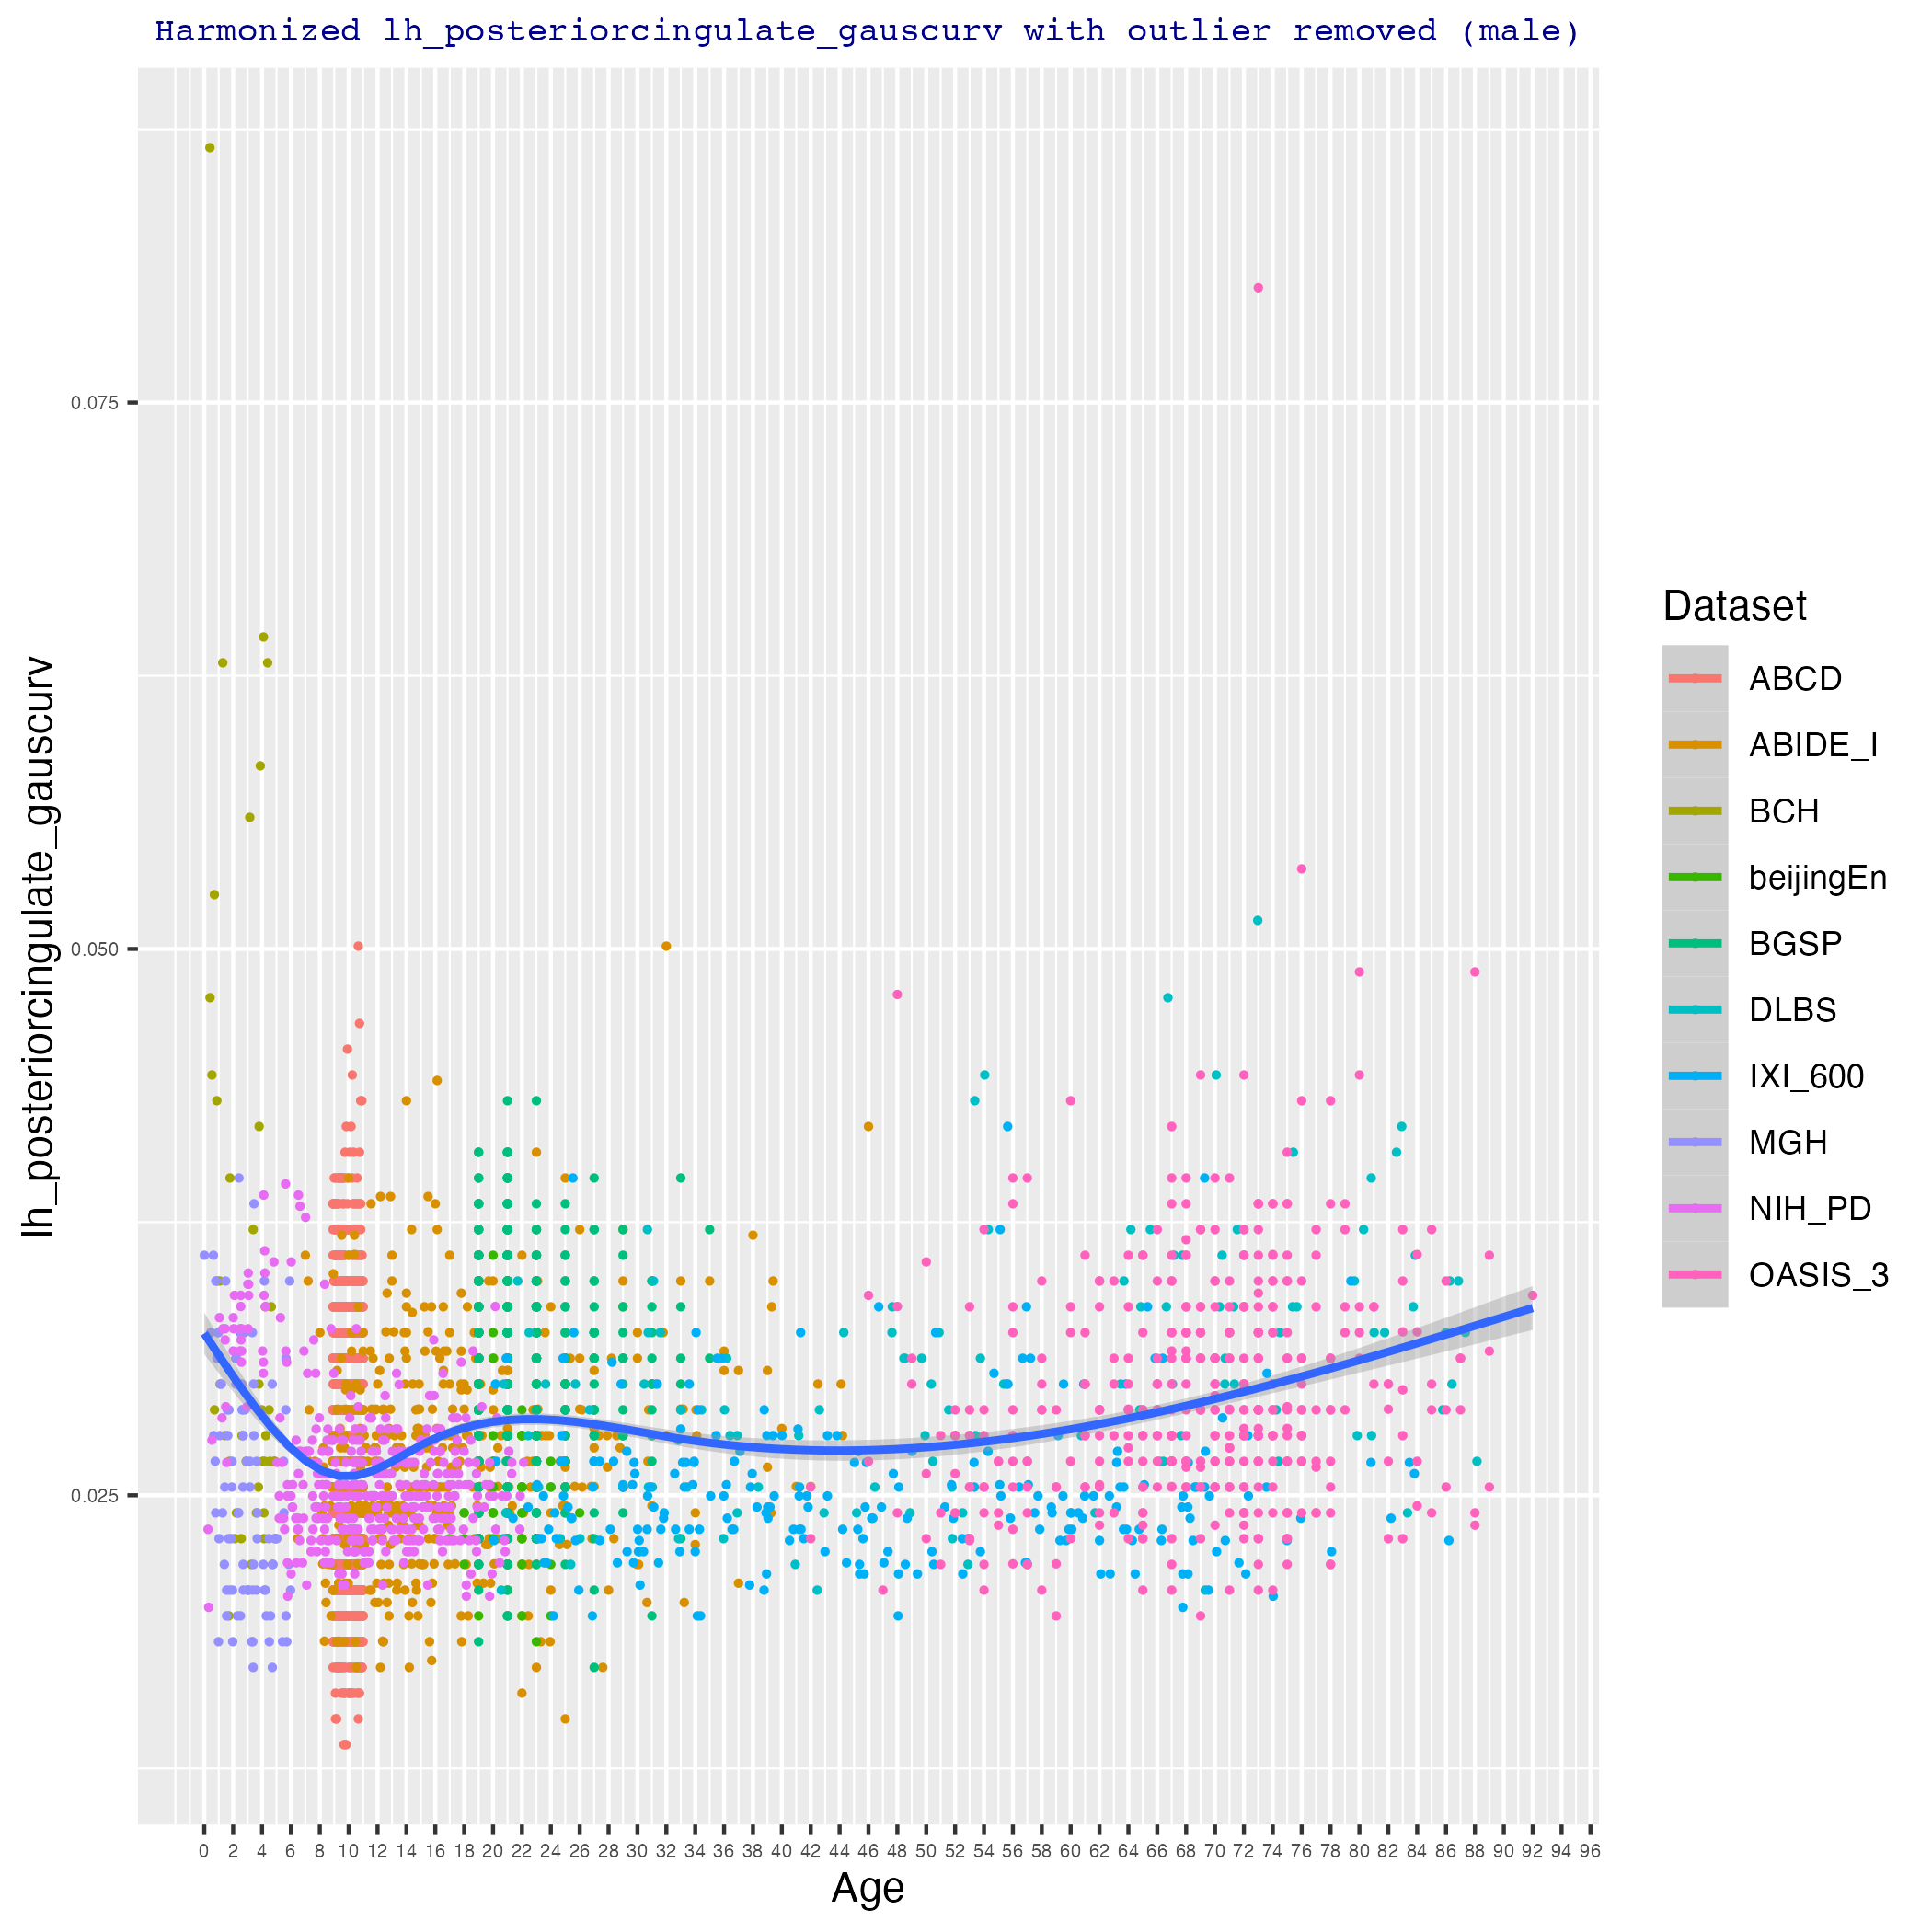 Harmonized lh_posteriorcingulate_gauscurv with outlier removed (male)
lh_posteriorcingulate_gauscurv
0.075
0.050
0.025
0 2 4 6 8 10 12 14 16 18 20 22 24 26 28 30 32 34 36 38 40 42 44 46 48 50 52 54 56 58 60 62 64 66 68 70 72 74 76 78 80 82 84 86 88 90 92 94 96
Age
Dataset
ABCD
ABIDE_I
BCH
beijingEn
BGSP
DLBS
IXI_600
MGH
NIH_PD
OASIS_3